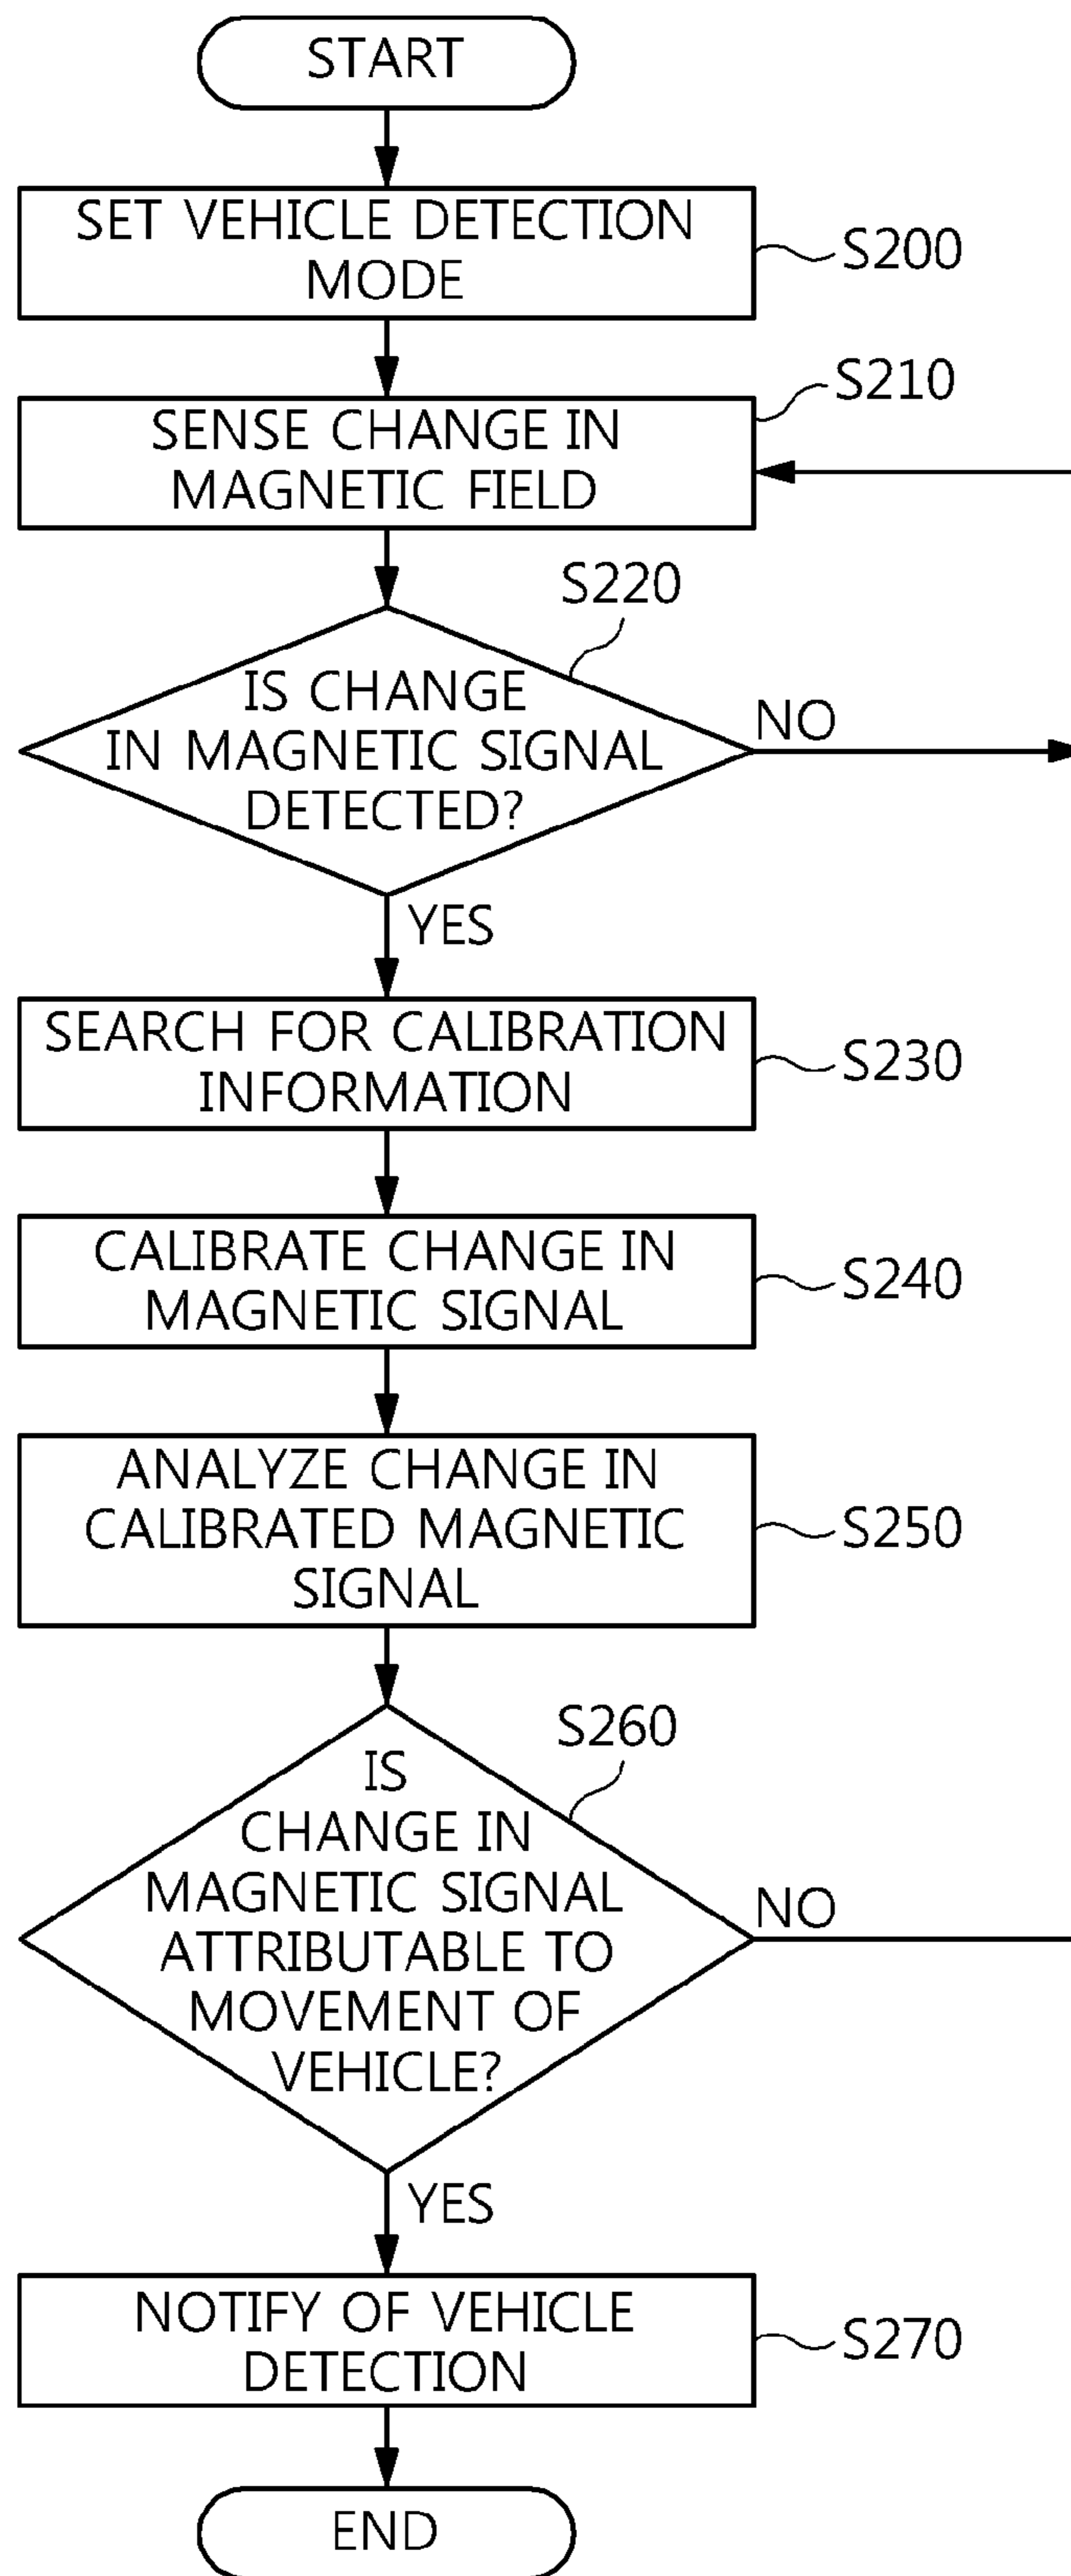 START
SET VEHICLE DETECTION
MODE
S200
SENSE CHANGE IN
MAGNETIC FIELD
S210
S220
IS CHANGE
IN MAGNETIC SIGNAL
DETECTED?
NO
YES
SEARCH FOR CALIBRATION
INFORMATION
S230
CALIBRATE CHANGE IN
MAGNETIC SIGNAL
S240
ANALYZE CHANGE IN
CALIBRATED MAGNETIC
SIGNAL
S250
S260
IS
CHANGE IN
MAGNETIC SIGNAL
ATTRIBUTABLE TO
MOVEMENT OF
VEHICLE?
NO
YES
NOTIFY OF VEHICLE
DETECTION
S270
END